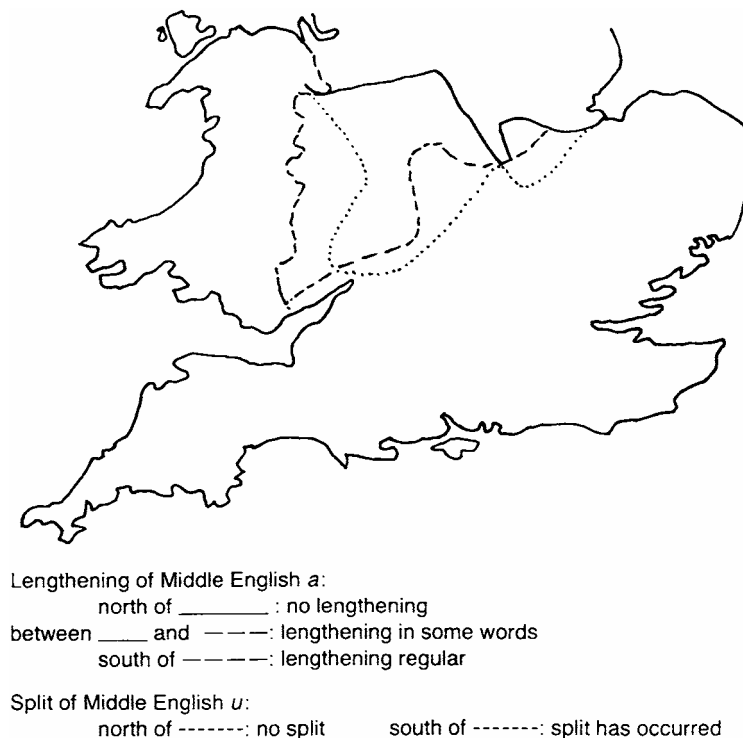 Lengthening of Middle English a:
north of ________ : no lengthening
between ____ and – – – –: lengthening in some words
south of – – – – –: lengthening regular
Split of Middle English u:
north of -------: no split south of -------: split has occurred